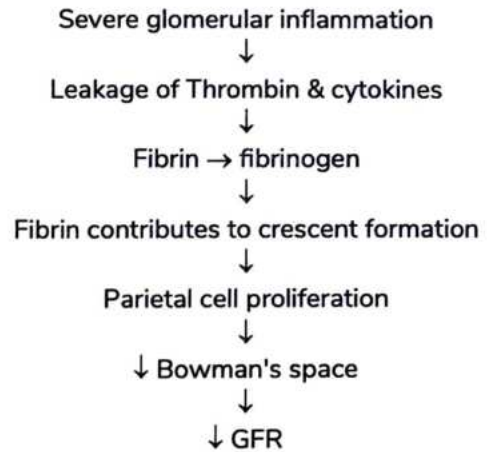 Severe glomerular inflammation
↓
Leakage of Thrombin & cytokines
↓
Fibrin → fibrinogen
↓
Fibrin contributes to crescent formation
↓
Parietal cell proliferation
↓
↓ Bowman's space
↓
↓ GFR